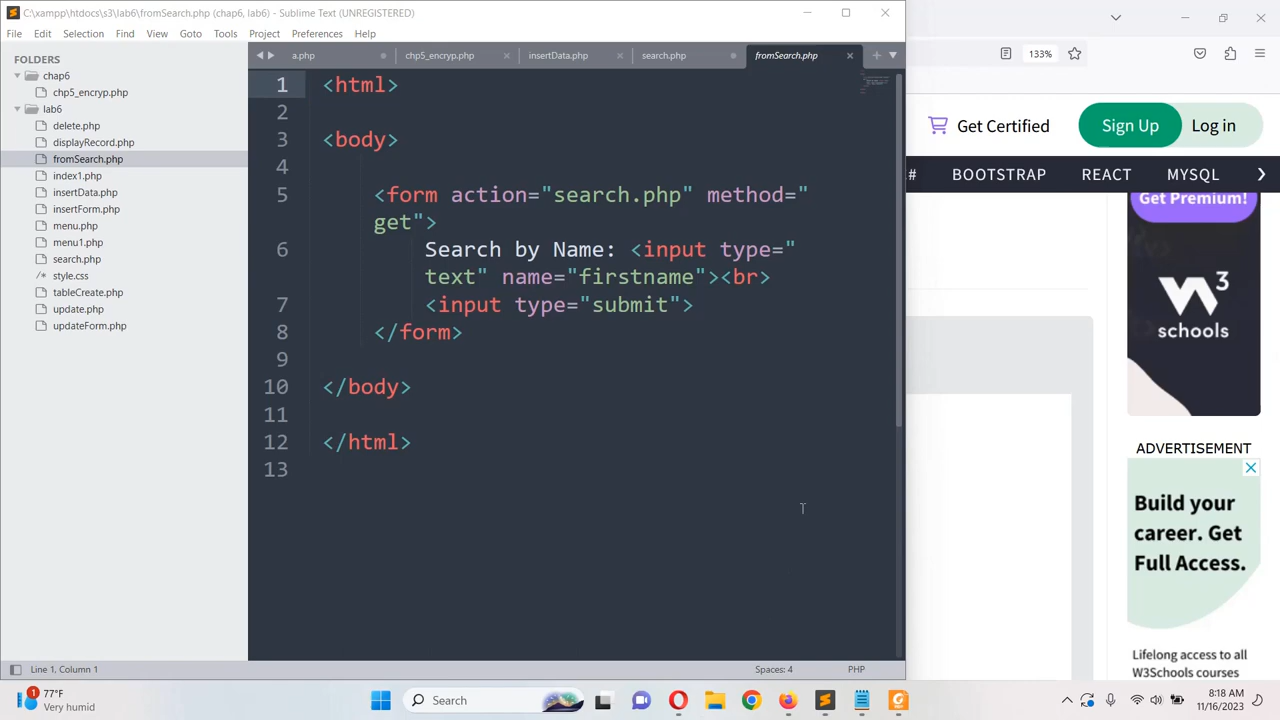 C:\xampp\htdocs\s3\lab6\fromSearch.php (chap6, lab6) - Sublime Text (UNREGISTERED)
File Edit Selection Find View Goto Tools Project Preferences Help
FOLDERS
chap6
chp5_encryp.php
lab6
delete.php
displayRecord.php
fromSearch.php
index1.php
insertData.php
insertForm.php
menu.php
menu1.php
search.php
style.css
tableCreate.php
update.php
updateForm.php
a.php chp5_encryp.php insertData.php search.php fromSearch.php
1 <html>
2
3 <body>
4
5 <form action="search.php" method="
get">
6 Search by Name: <input type="
text" name="firstname"><br>
7 <input type="submit">
8 </form>
9
10 </body>
11
12 </html>
13
Line 1, Column 1
Spaces: 4 PHP
133%
Get Certified Sign Up Log in
# BOOTSTRAP REACT MYSQL
Get Premium!
W3
schools
ADVERTISEMENT
Build your
career. Get
Full Access.
Lifelong access to all
W3Schools courses
1
77°F
Very humid
Search
8:18 AM
11/16/2023